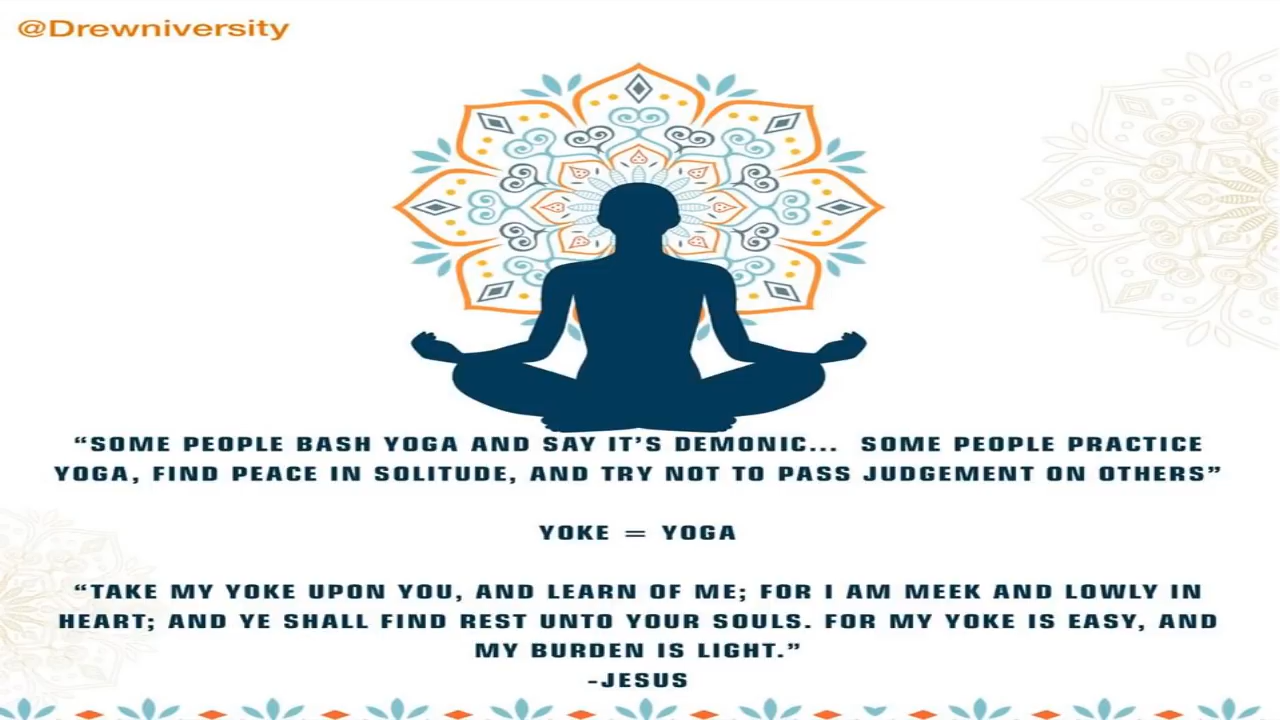 @Drewniversity
“SOME PEOPLE BASH YOGA AND SAY IT’S DEMONIC... SOME PEOPLE PRACTICE
YOGA, FIND PEACE IN SOLITUDE, AND TRY NOT TO PASS JUDGEMENT ON OTHERS”
YOKE = YOGA
“TAKE MY YOKE UPON YOU, AND LEARN OF ME; FOR I AM MEEK AND LOWLY IN
HEART; AND YE SHALL FIND REST UNTO YOUR SOULS. FOR MY YOKE IS EASY, AND
MY BURDEN IS LIGHT.”
-JESUS